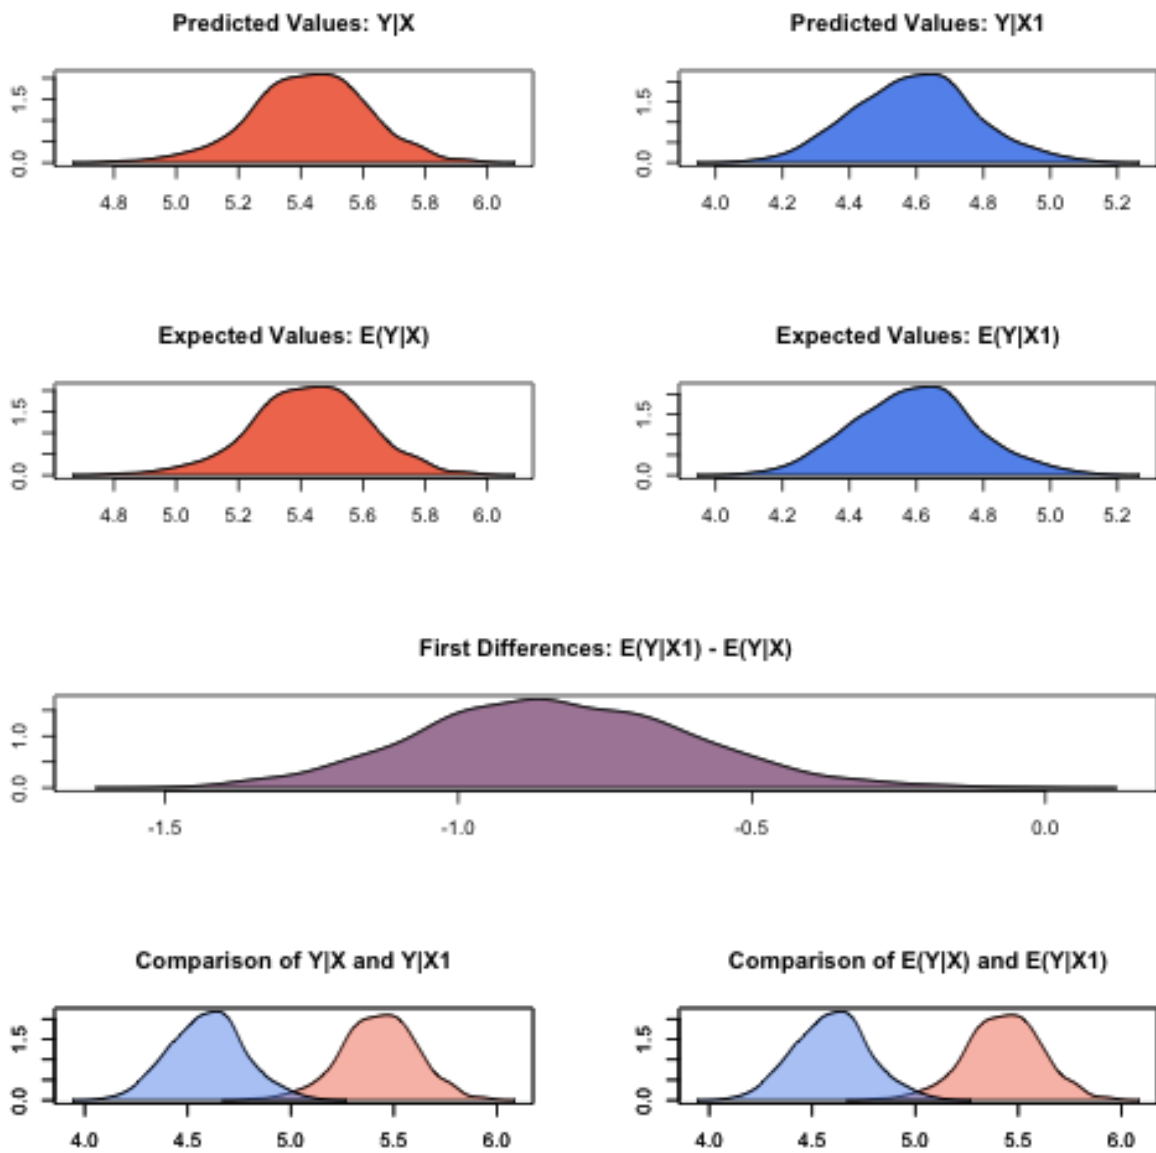 Predicted Values: Y|X
1.5
0.0
4.8 5.0 5.2 5.4 5.6 5.8 6.0
Predicted Values: Y|X1
1.5
0.0
4.0 4.2 4.4 4.6 4.8 5.0 5.2
Expected Values: E(Y|X)
1.5
0.0
4.8 5.0 5.2 5.4 5.6 5.8 6.0
Expected Values: E(Y|X1)
1.5
0.0
4.0 4.2 4.4 4.6 4.8 5.0 5.2
First Differences: E(Y|X1) - E(Y|X)
1.0
0.0
-1.5 -1.0 -0.5 0.0
Comparison of Y|X and Y|X1
1.5
0.0
4.0 4.5 5.0 5.5 6.0
Comparison of E(Y|X) and E(Y|X1)
1.5
0.0
4.0 4.5 5.0 5.5 6.0